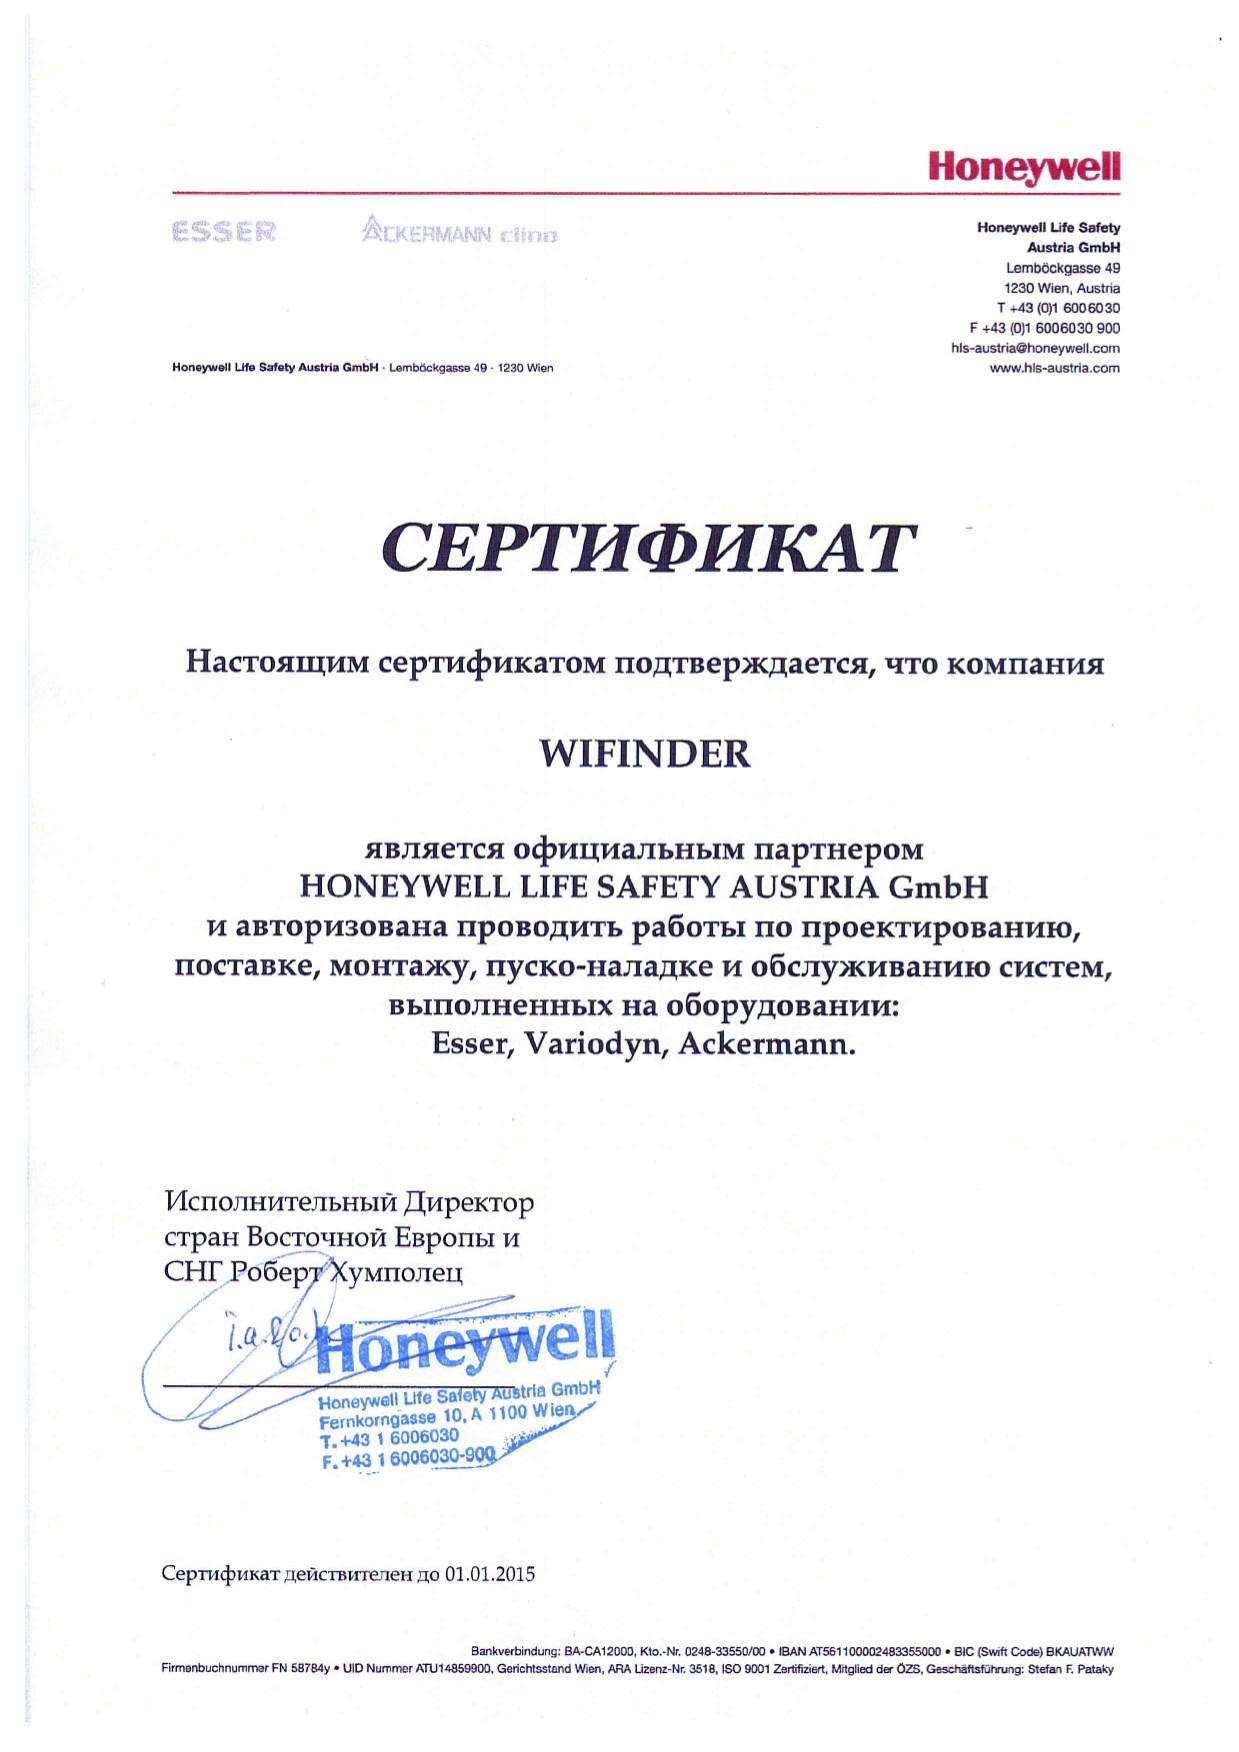 Honeywell
ESSER
ACKERMANN clino
Honeywell Life Safety
Austria GmbH
Lemböckgasse 49
1230 Wien, Austria
T +43 (0)1 6006030
F +43 (0)1 6006030 900
hls-austria@honeywell.com
www.hls-austria.com
Honeywell Life Safety Austria GmbH · Lemböckgasse 49 · 1230 Wien
СЕРТИФИКАТ
Настоящим сертификатом подтверждается, что компания
WIFINDER
является официальным партнером
HONEYWELL LIFE SAFETY AUSTRIA GmbH
и авторизована проводить работы по проектированию,
поставке, монтажу, пуско-наладке и обслуживанию систем,
выполненных на оборудовании:
Esser, Variodyn, Ackermann.
Исполнительный Директор
стран Восточной Европы и
СНГ Роберт Хумполец
Honeywell
Honeywell Life Safety Austria GmbH
Fernkorngasse 10, A 1100 Wien
T. +43 1 6006030
F. +43 1 6006030-900
Сертификат действителен до 01.01.2015
Bankverbindung: BA-CA12000, Kto.-Nr. 0248-33550/00 • IBAN AT561100002483355000 • BIC (Swift Code) BKAUATWW
Firmenbuchnummer FN 58784y • UID Nummer ATU14859900, Gerichtsstand Wien, ARA Lizenz-Nr. 3518, ISO 9001 Zertifiziert, Mitglied der ÖZS, Geschäftsführung: Stefan F. Pataky